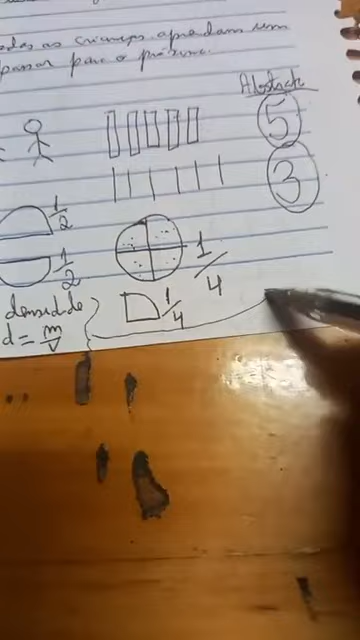 as crianças aprendam um
passar para o próximo.
Abstrato
5
3
1/2
1/2
1/4
1/4
densidade
d = m/v